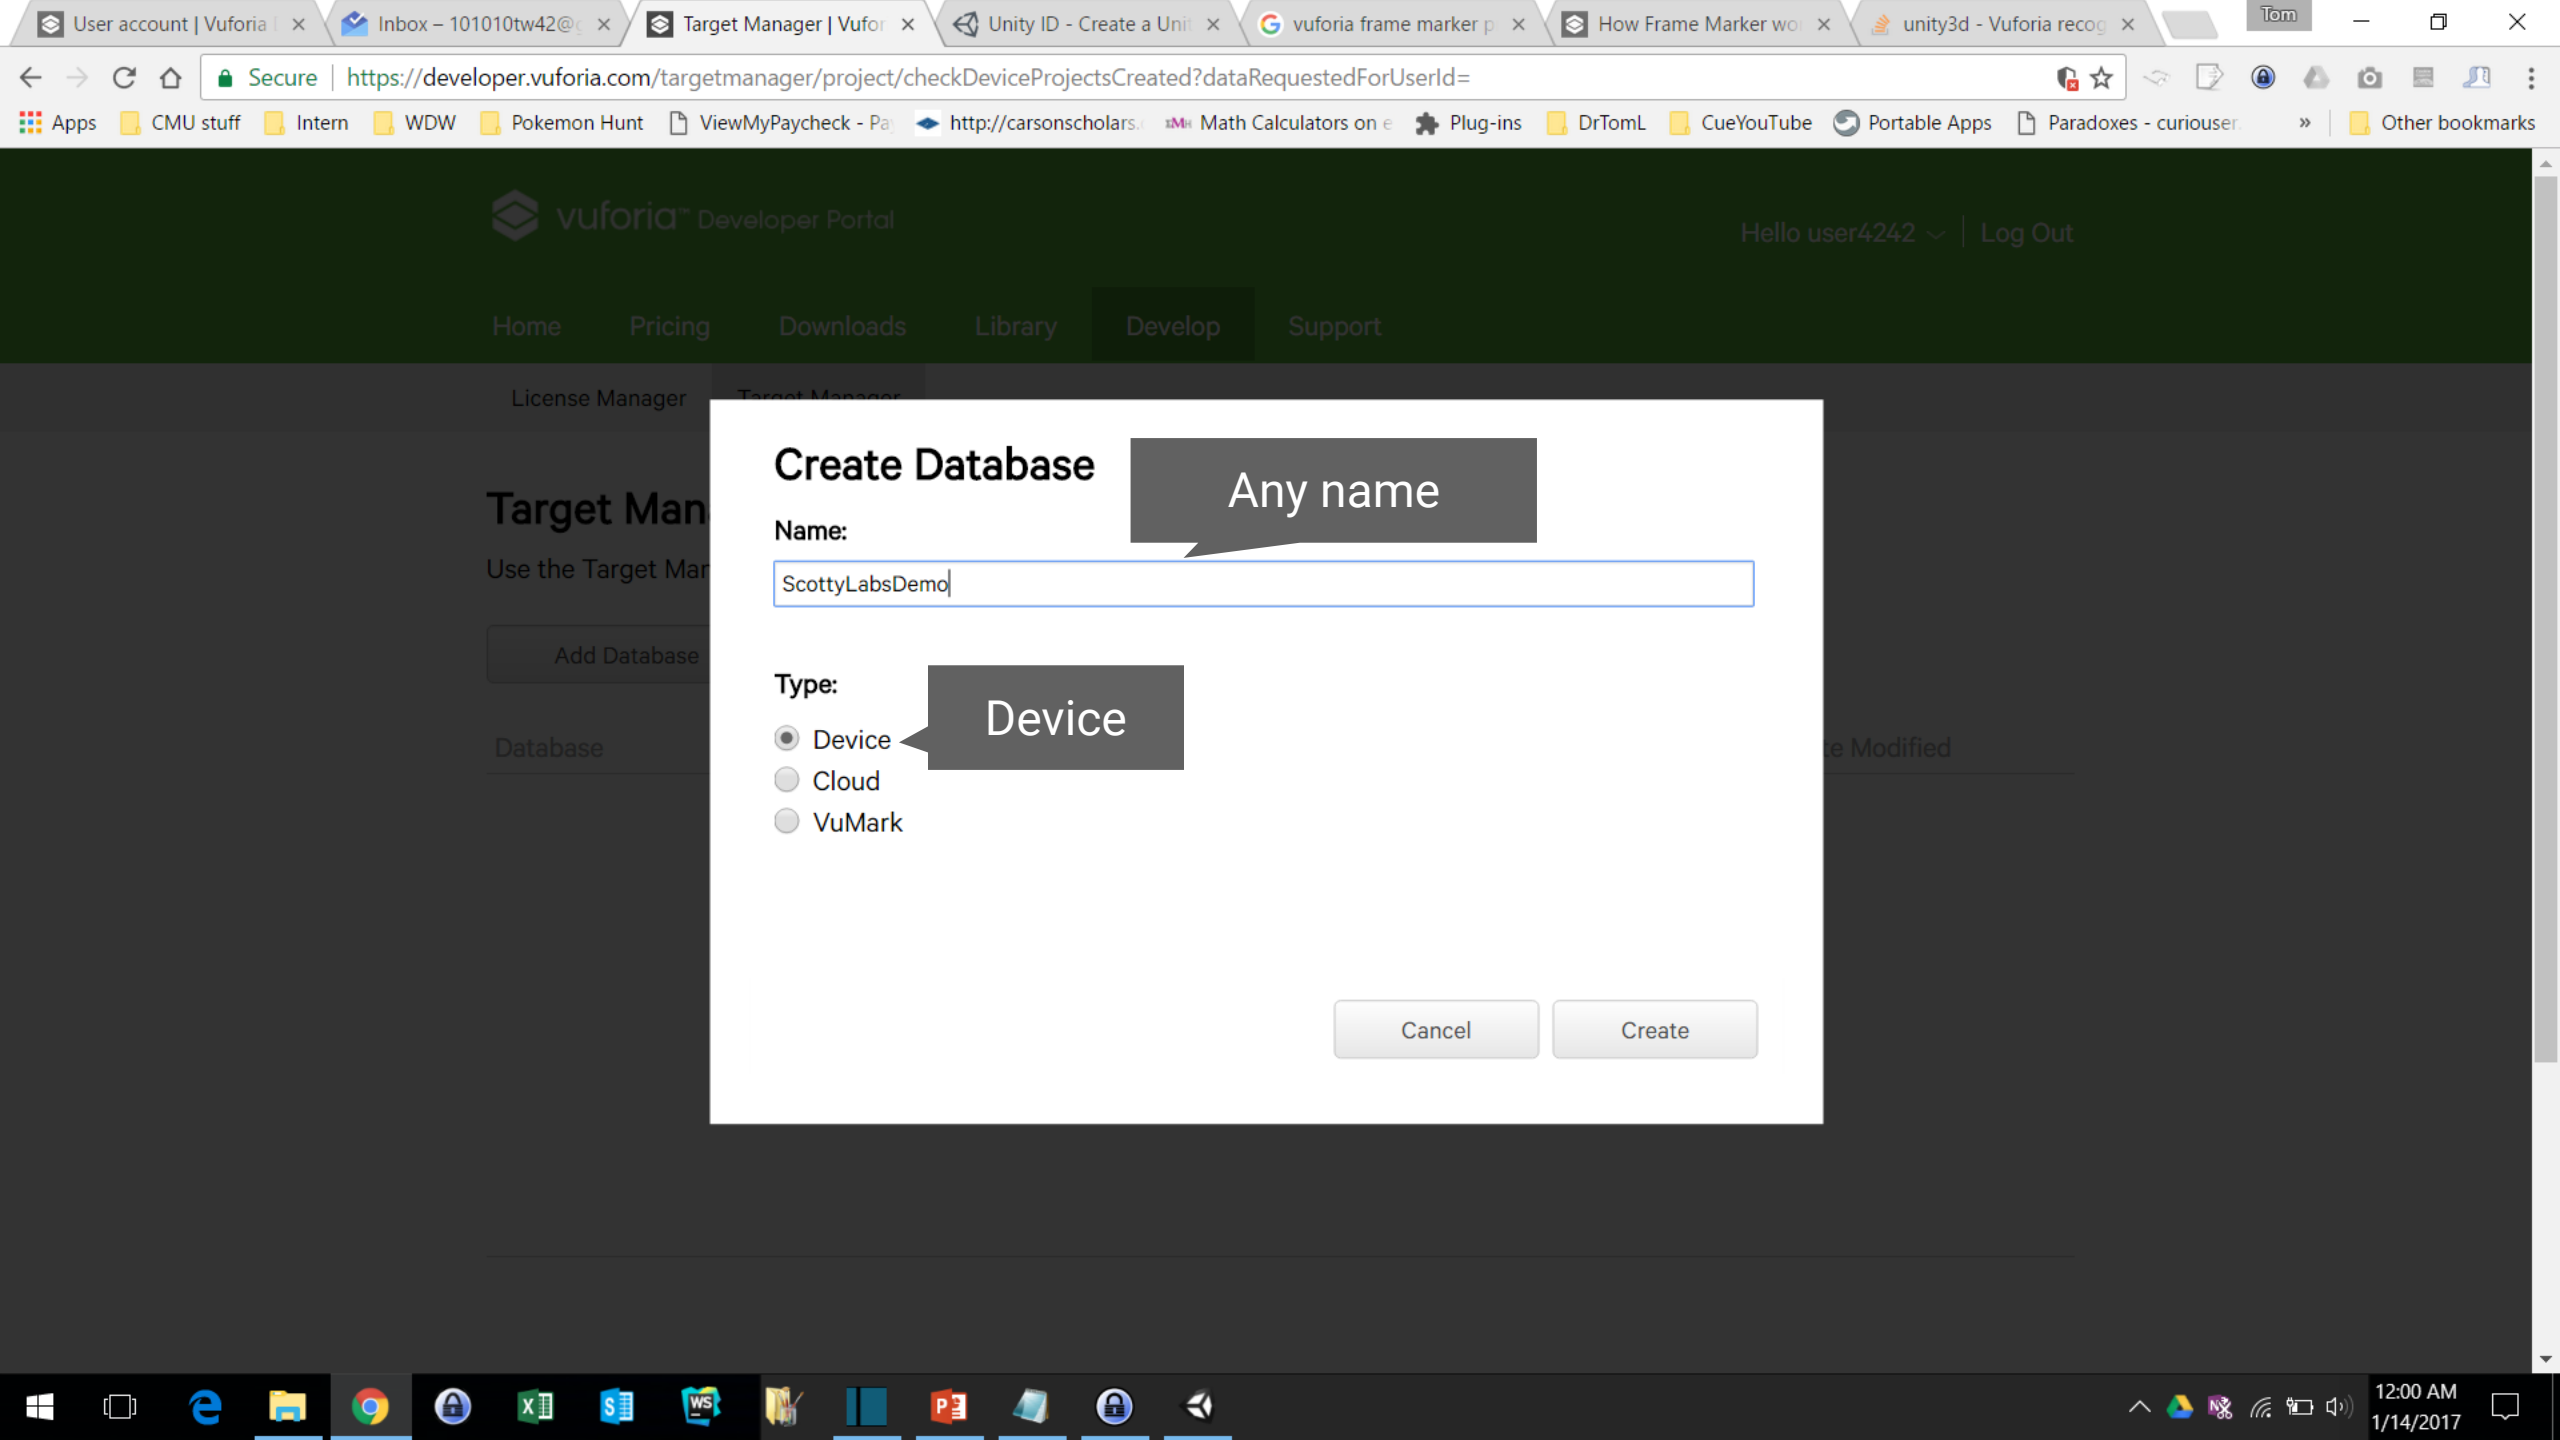 User account | Vuforia
Inbox – 101010tw42@g
Target Manager | Vufor
Unity ID - Create a Unit
vuforia frame marker p
How Frame Marker wo
unity3d - Vuforia recog
Tom
Secure
https://developer.vuforia.com/targetmanager/project/checkDeviceProjectsCreated?dataRequestedForUserId=
Apps
CMU stuff
Intern
WDW
Pokemon Hunt
ViewMyPaycheck - Pa
http://carsonscholars.
Math Calculators on e
Plug-ins
DrTomL
CueYouTube
Portable Apps
Paradoxes - curiouser
»
Other bookmarks
vuforia™ Developer Portal
Hello user4242
Log Out
Home
Pricing
Downloads
Library
Develop
Support
License Manager
Target Manager
Target Man
Use the Target Mar
Add Database
Database
te Modified
Create Database
Any name
Name:
ScottyLabsDemo
Type:
Device
Device
Cloud
VuMark
Cancel
Create
12:00 AM
1/14/2017